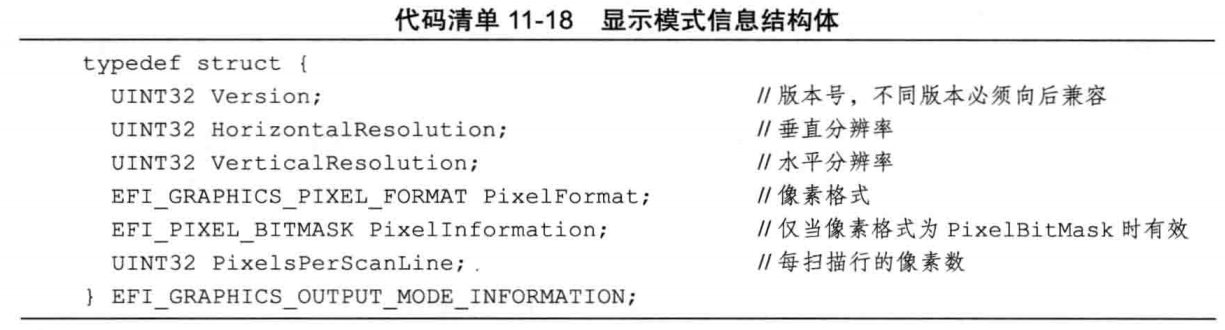 代码清单 11-18 显示模式信息结构体
typedef struct {
UINT32 Version; // 版本号，不同版本必须向后兼容
UINT32 HorizontalResolution; // 垂直分辨率
UINT32 VerticalResolution; // 水平分辨率
EFI_GRAPHICS_PIXEL_FORMAT PixelFormat; // 像素格式
EFI_PIXEL_BITMASK PixelInformation; // 仅当像素格式为 PixelBitMask 时有效
UINT32 PixelsPerScanLine; // 每扫描行的像素数
} EFI_GRAPHICS_OUTPUT_MODE_INFORMATION;